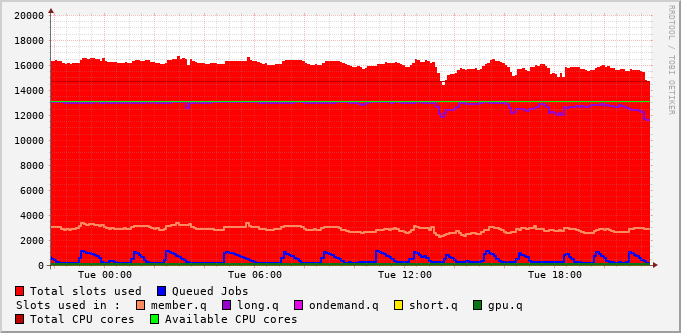 20000
18000
16000
14000
12000
10000
8000
6000
4000
2000
0
Tue 00:00 Tue 06:00 Tue 12:00 Tue 18:00
Total slots used Queued Jobs
Slots used in : member.q long.q ondemand.q short.q gpu.q
Total CPU cores Available CPU cores
RRDTOOL / TOBI OETIKER